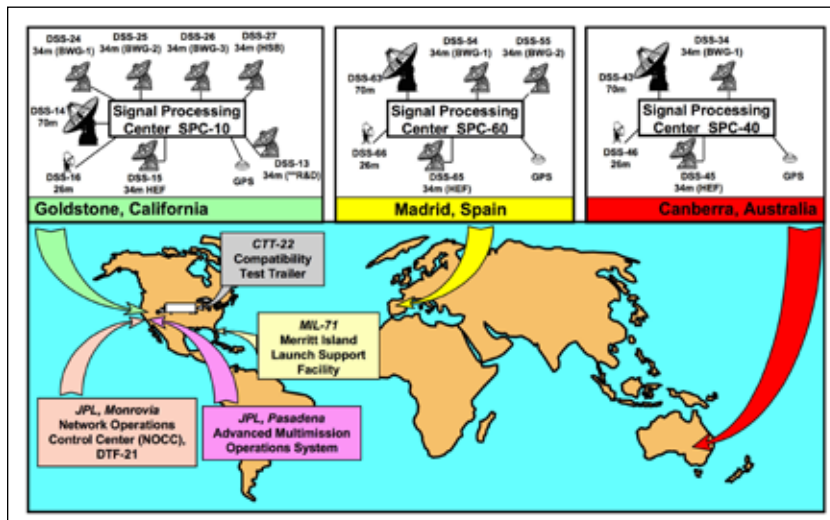 DSS-24
34m (BWG-1)
DSS-25
34m (BWG-2)
DSS-26
34m (BWG-3)
DSS-27
34m (HSB)
DSS-14
70m
Signal Processing
Center SPC-10
DSS-16
26m
DSS-15
34m HEF
GPS
DSS-13
34m (**R&D)
Goldstone, California
DSS-63
70m
DSS-54
34m (BWG-1)
DSS-55
34m (BWG-2)
Signal Processing
Center SPC-60
DSS-66
26m
DSS-65
34m (HEF)
GPS
Madrid, Spain
DSS-43
70m
DSS-34
34m (BWG-1)
Signal Processing
Center SPC-40
DSS-46
26m
DSS-45
34m (HEF)
GPS
Canberra, Australia
CTT-22
Compatibility
Test Trailer
MIL-71
Merritt Island
Launch Support
Facility
JPL, Monrovia
Network Operations
Control Center (NOCC),
DTF-21
JPL, Pasadena
Advanced Multimission
Operations System